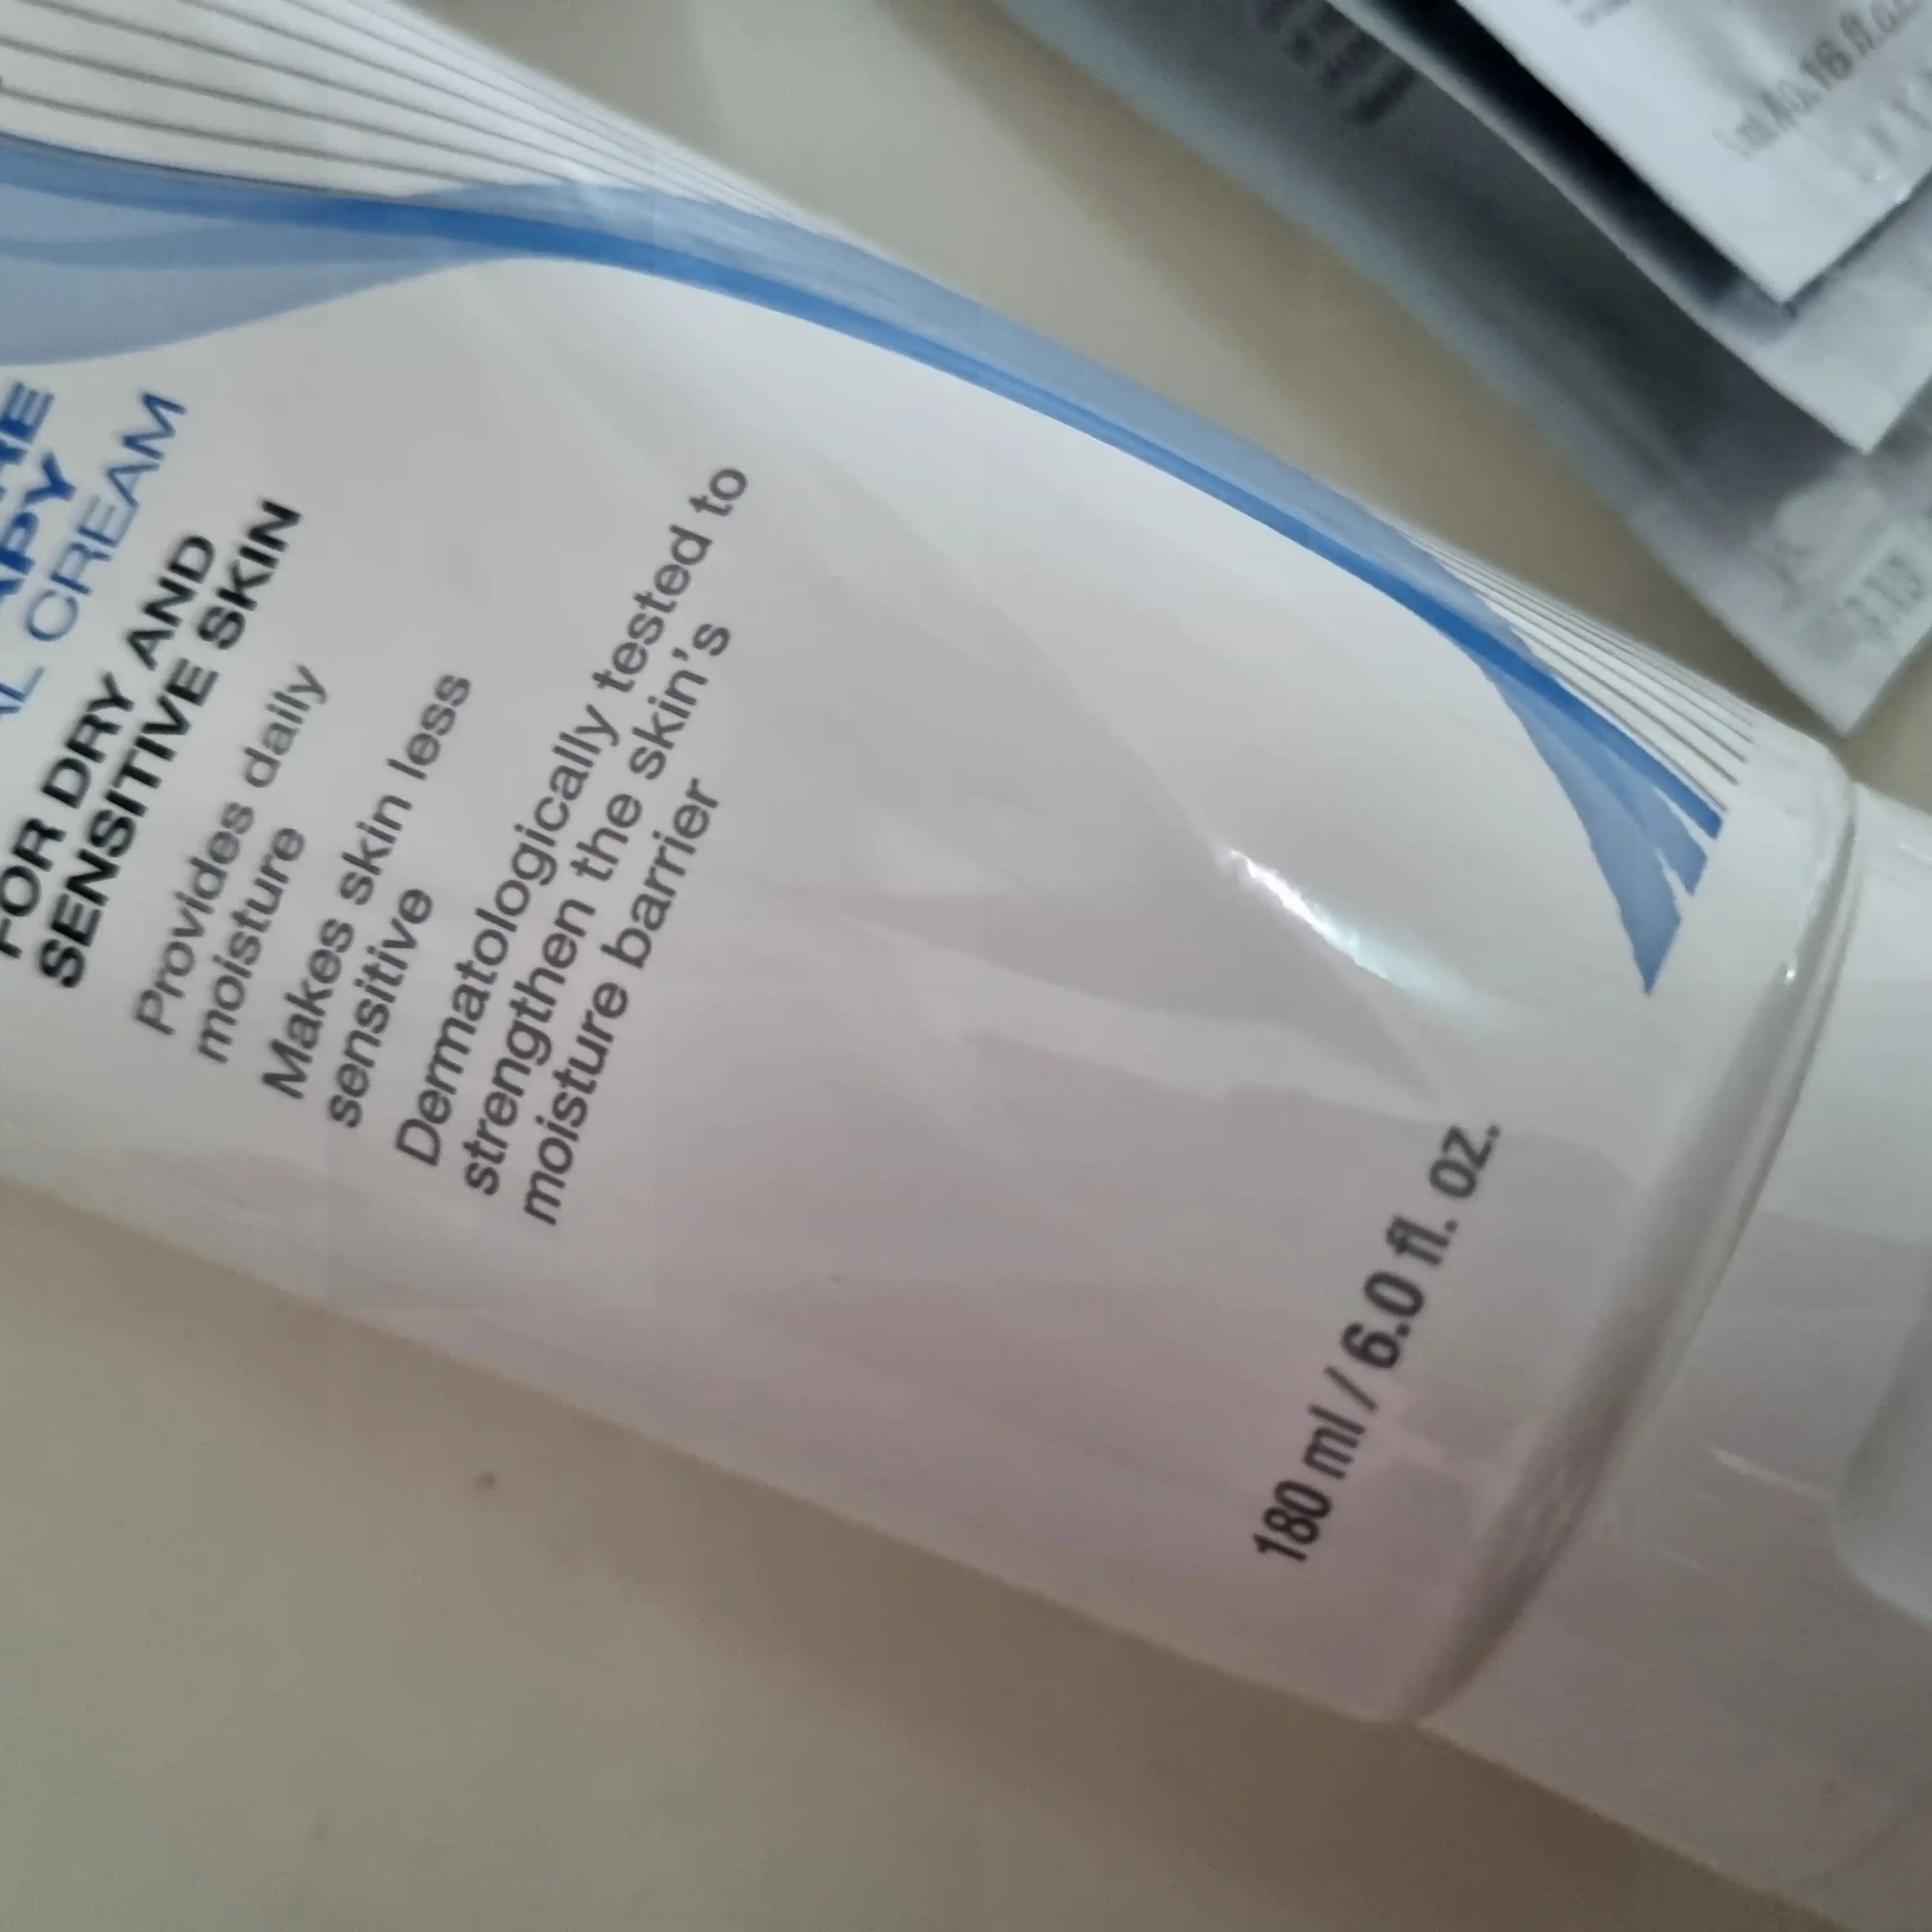 CREAM
FOR DRY AND
SENSITIVE SKIN
Provides daily
moisture
Makes skin less
sensitive
Dermatologically tested to
strengthen the skin's
moisture barrier
180 ml / 6.0 fl. oz.